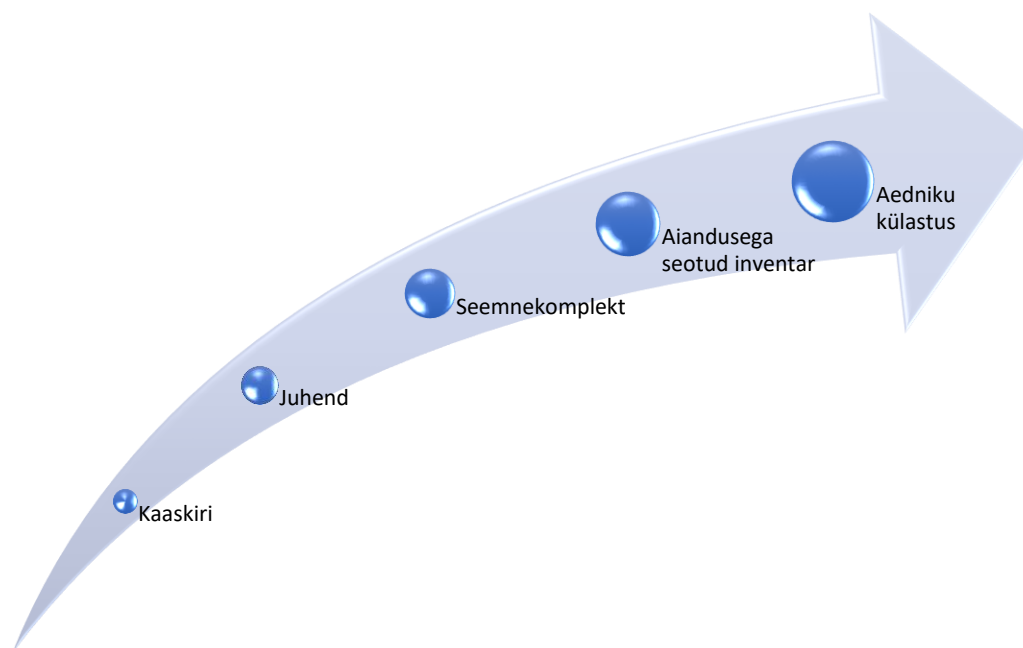 Kaaskiri
Juhend
Seemnekomplekt
Aiandusega
seotud inventar
Aedniku
külastus